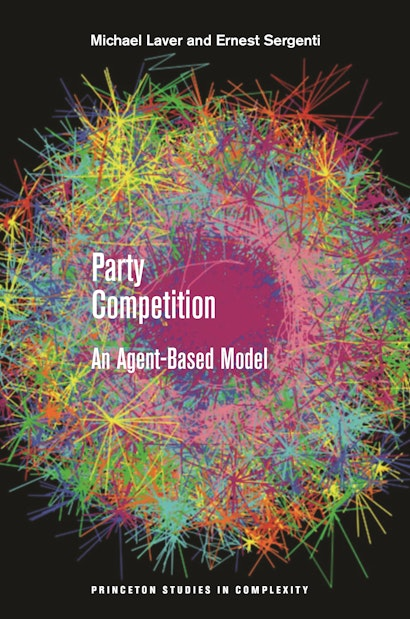 Michael Laver and Ernest Sergenti
Party
Competition
An Agent-Based Model
PRINCETON STUDIES IN COMPLEXITY